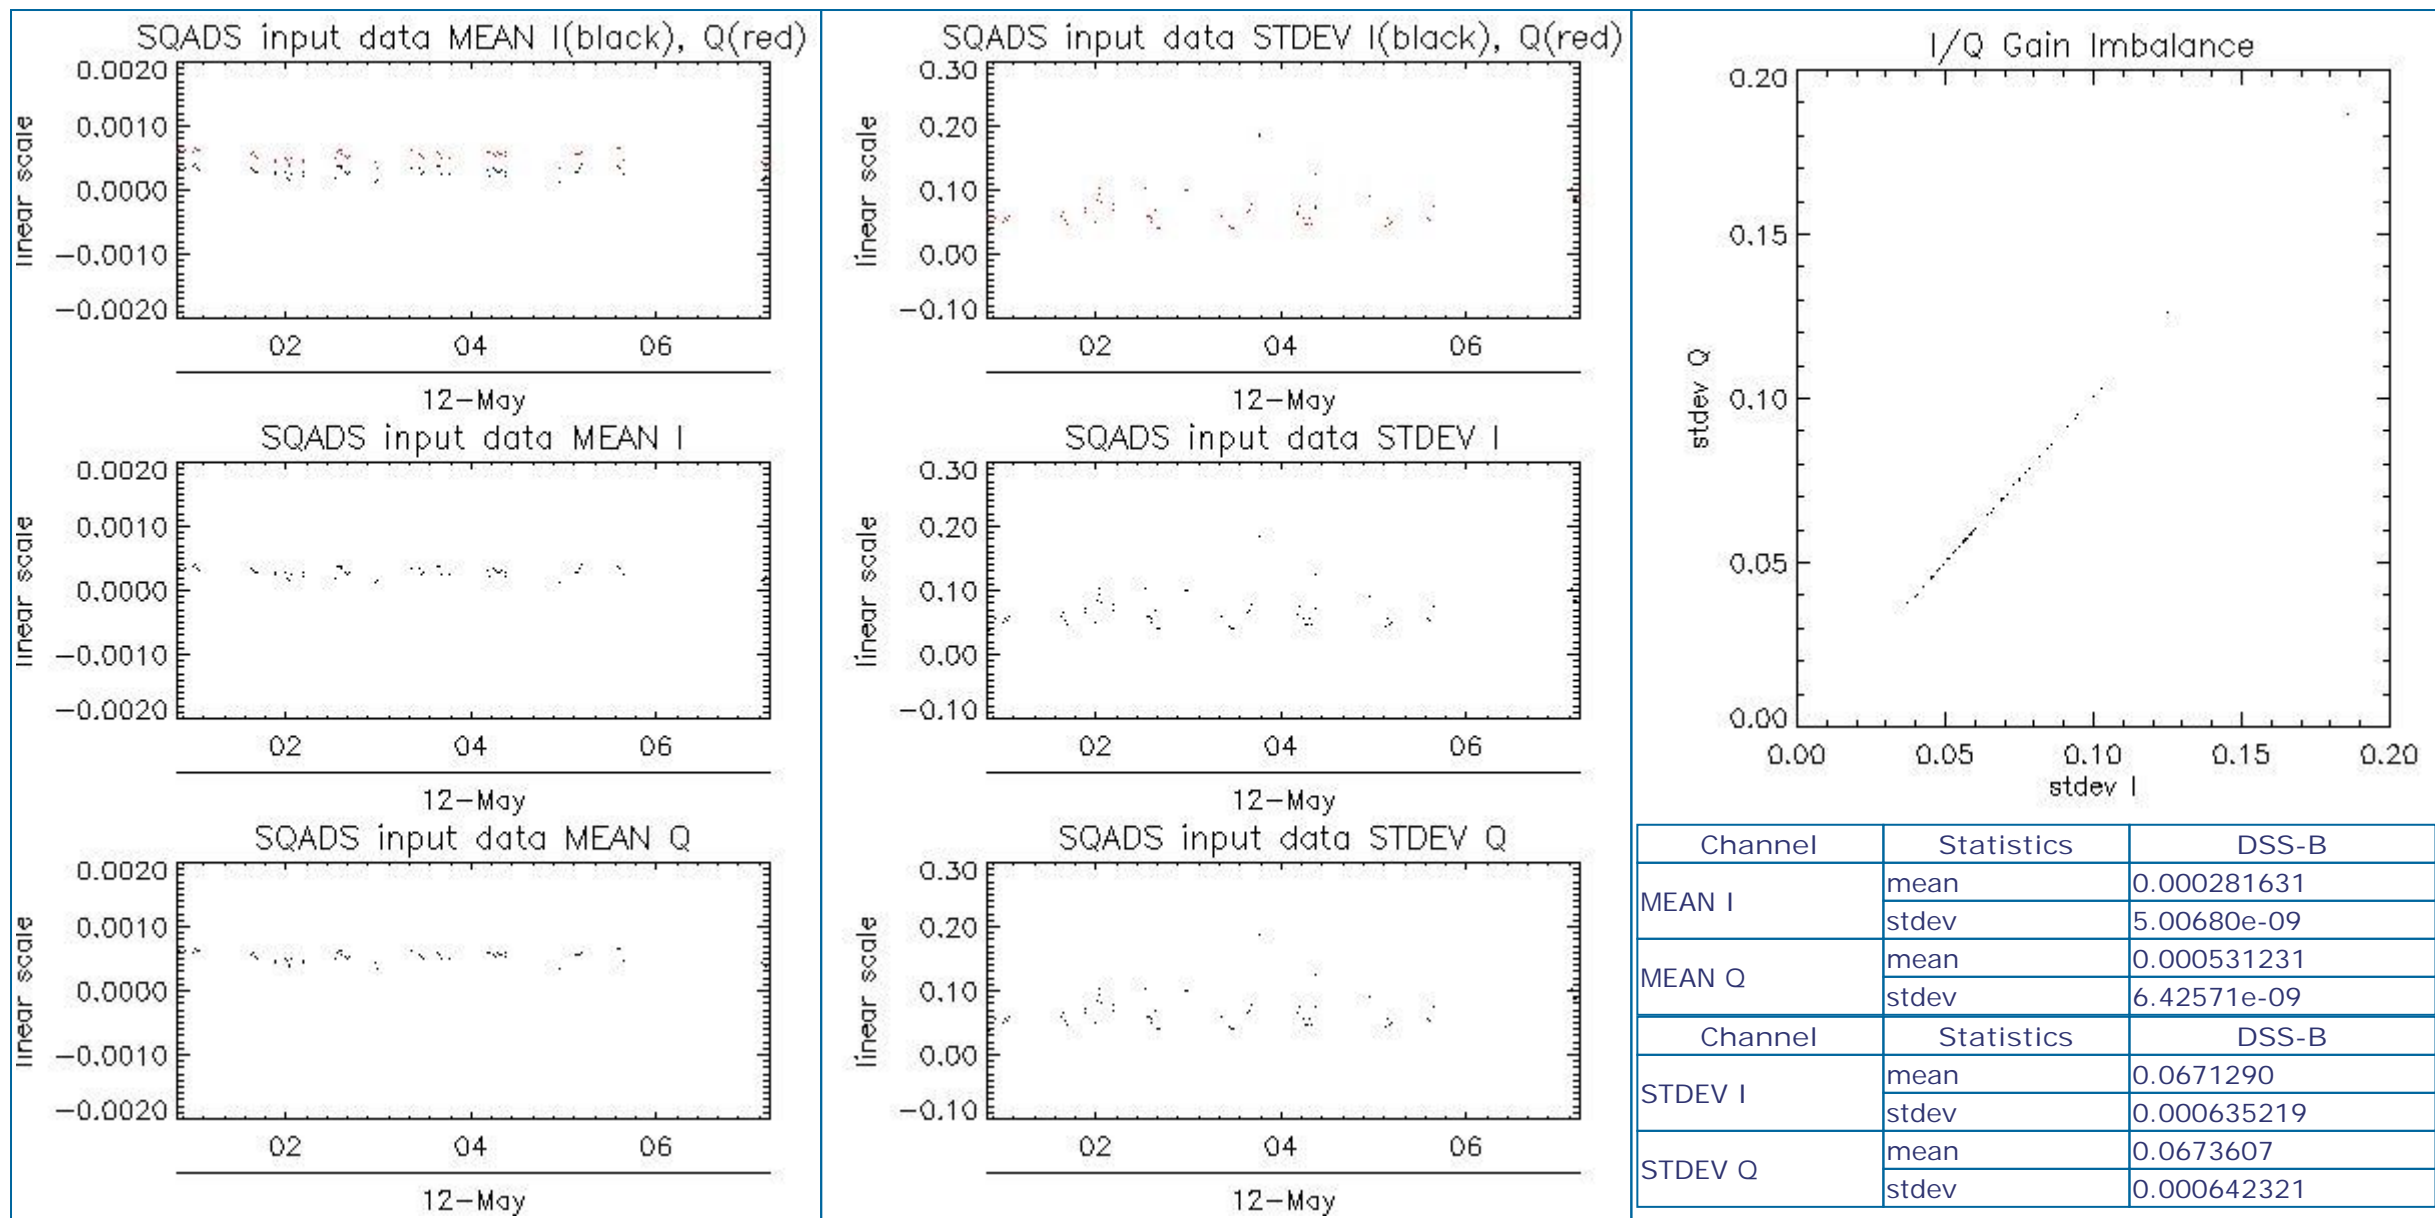 SQADS input data MEAN I(black), Q(red)
linear scale
0.0020
0.0010
0.0000
-0.0010
-0.0020
02 04 06
12-May
SQADS input data MEAN I
linear scale
0.0020
0.0010
0.0000
-0.0010
-0.0020
02 04 06
12-May
SQADS input data MEAN Q
linear scale
0.0020
0.0010
0.0000
-0.0010
-0.0020
02 04 06
12-May
SQADS input data STDEV I(black), Q(red)
linear scale
0.30
0.20
0.10
0.00
-0.10
02 04 06
12-May
SQADS input data STDEV I
linear scale
0.30
0.20
0.10
0.00
-0.10
02 04 06
12-May
SQADS input data STDEV Q
linear scale
0.30
0.20
0.10
0.00
-0.10
02 04 06
12-May
I/Q Gain Imbalance
stdev Q
0.20
0.15
0.10
0.05
0.00
0.00 0.05 0.10 0.15 0.20
stdev I
Channel Statistics DSS-B
MEAN I mean 0.000281631
stdev 5.00680e-09
MEAN Q mean 0.000531231
stdev 6.42571e-09
Channel Statistics DSS-B
STDEV I mean 0.0671290
stdev 0.000635219
STDEV Q mean 0.0673607
stdev 0.000642321